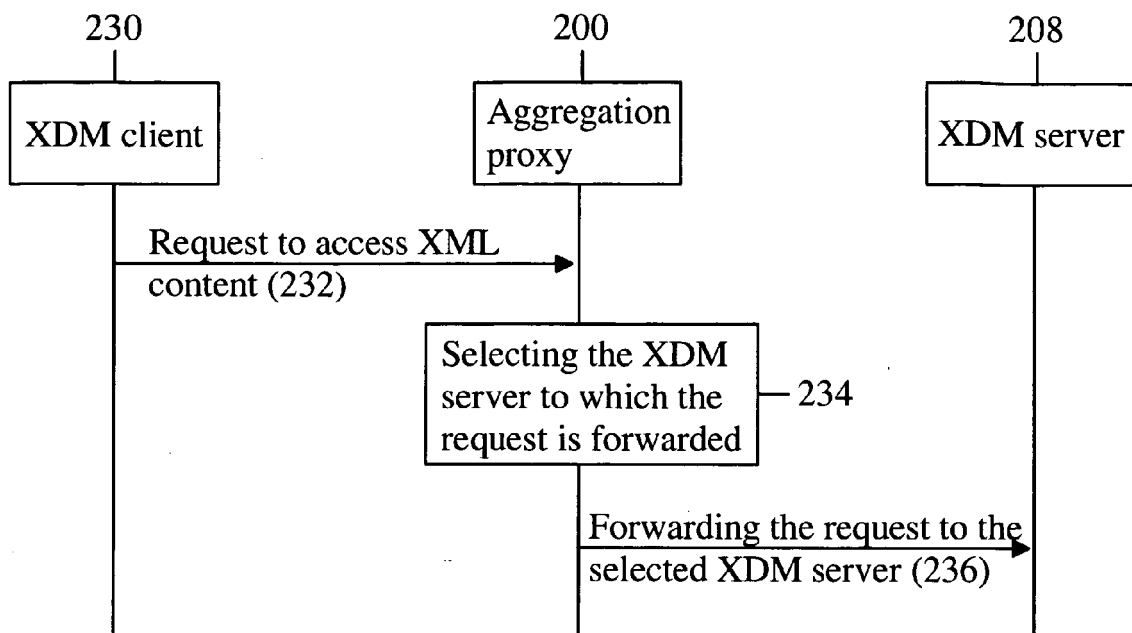 230
200
208
XDM client
Aggregation
proxy
XDM server
Request to access XML
content (232)
Selecting the XDM
server to which the
request is forwarded
234
Forwarding the request to the
selected XDM server (236)